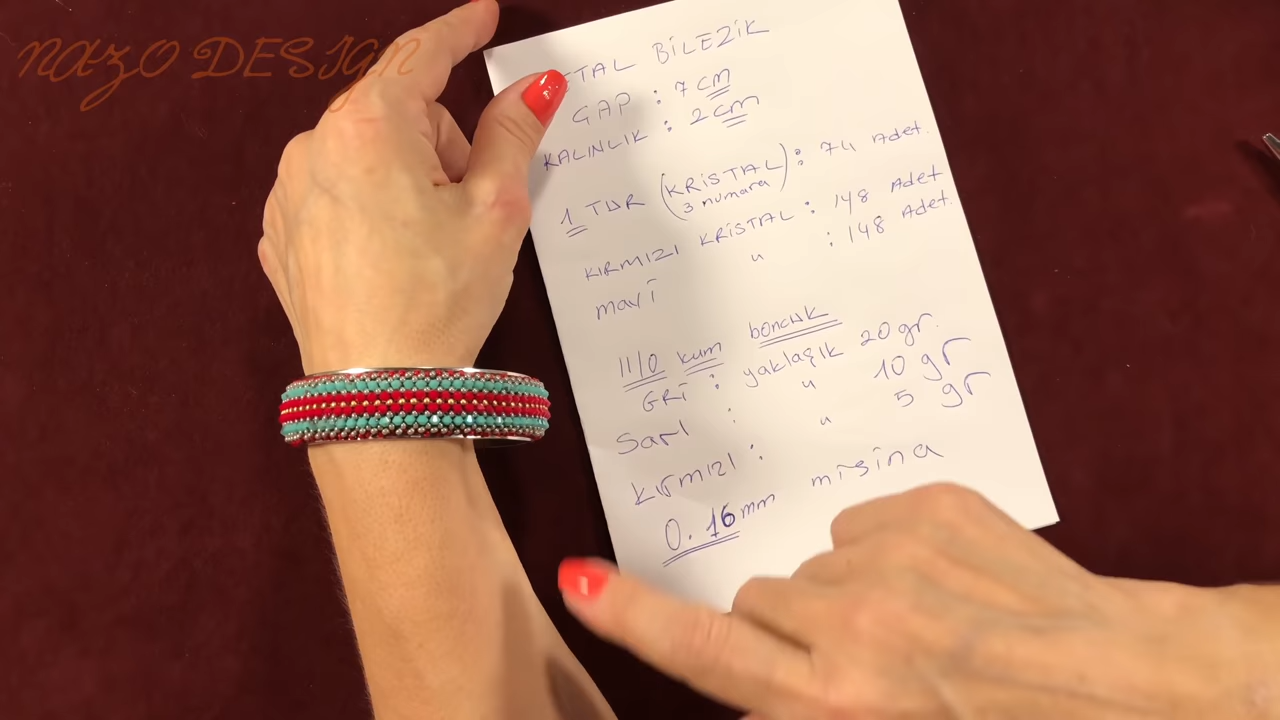 NAZO DESIGN
ETAL BİLEZİK
GAP : 7 cm
KALINLIK : 2 cm
1 TUR (KRİSTAL 3 numara) : 74 Adet.
KIRMIZI KRİSTAL : 148 Adet
mavi " : 148 Adet.
11/0 kum boncuk
GRİ : yaklaşık 20 gr.
Sarı : " 10 gr
Kırmızı : " 5 gr
0.16 mm misina